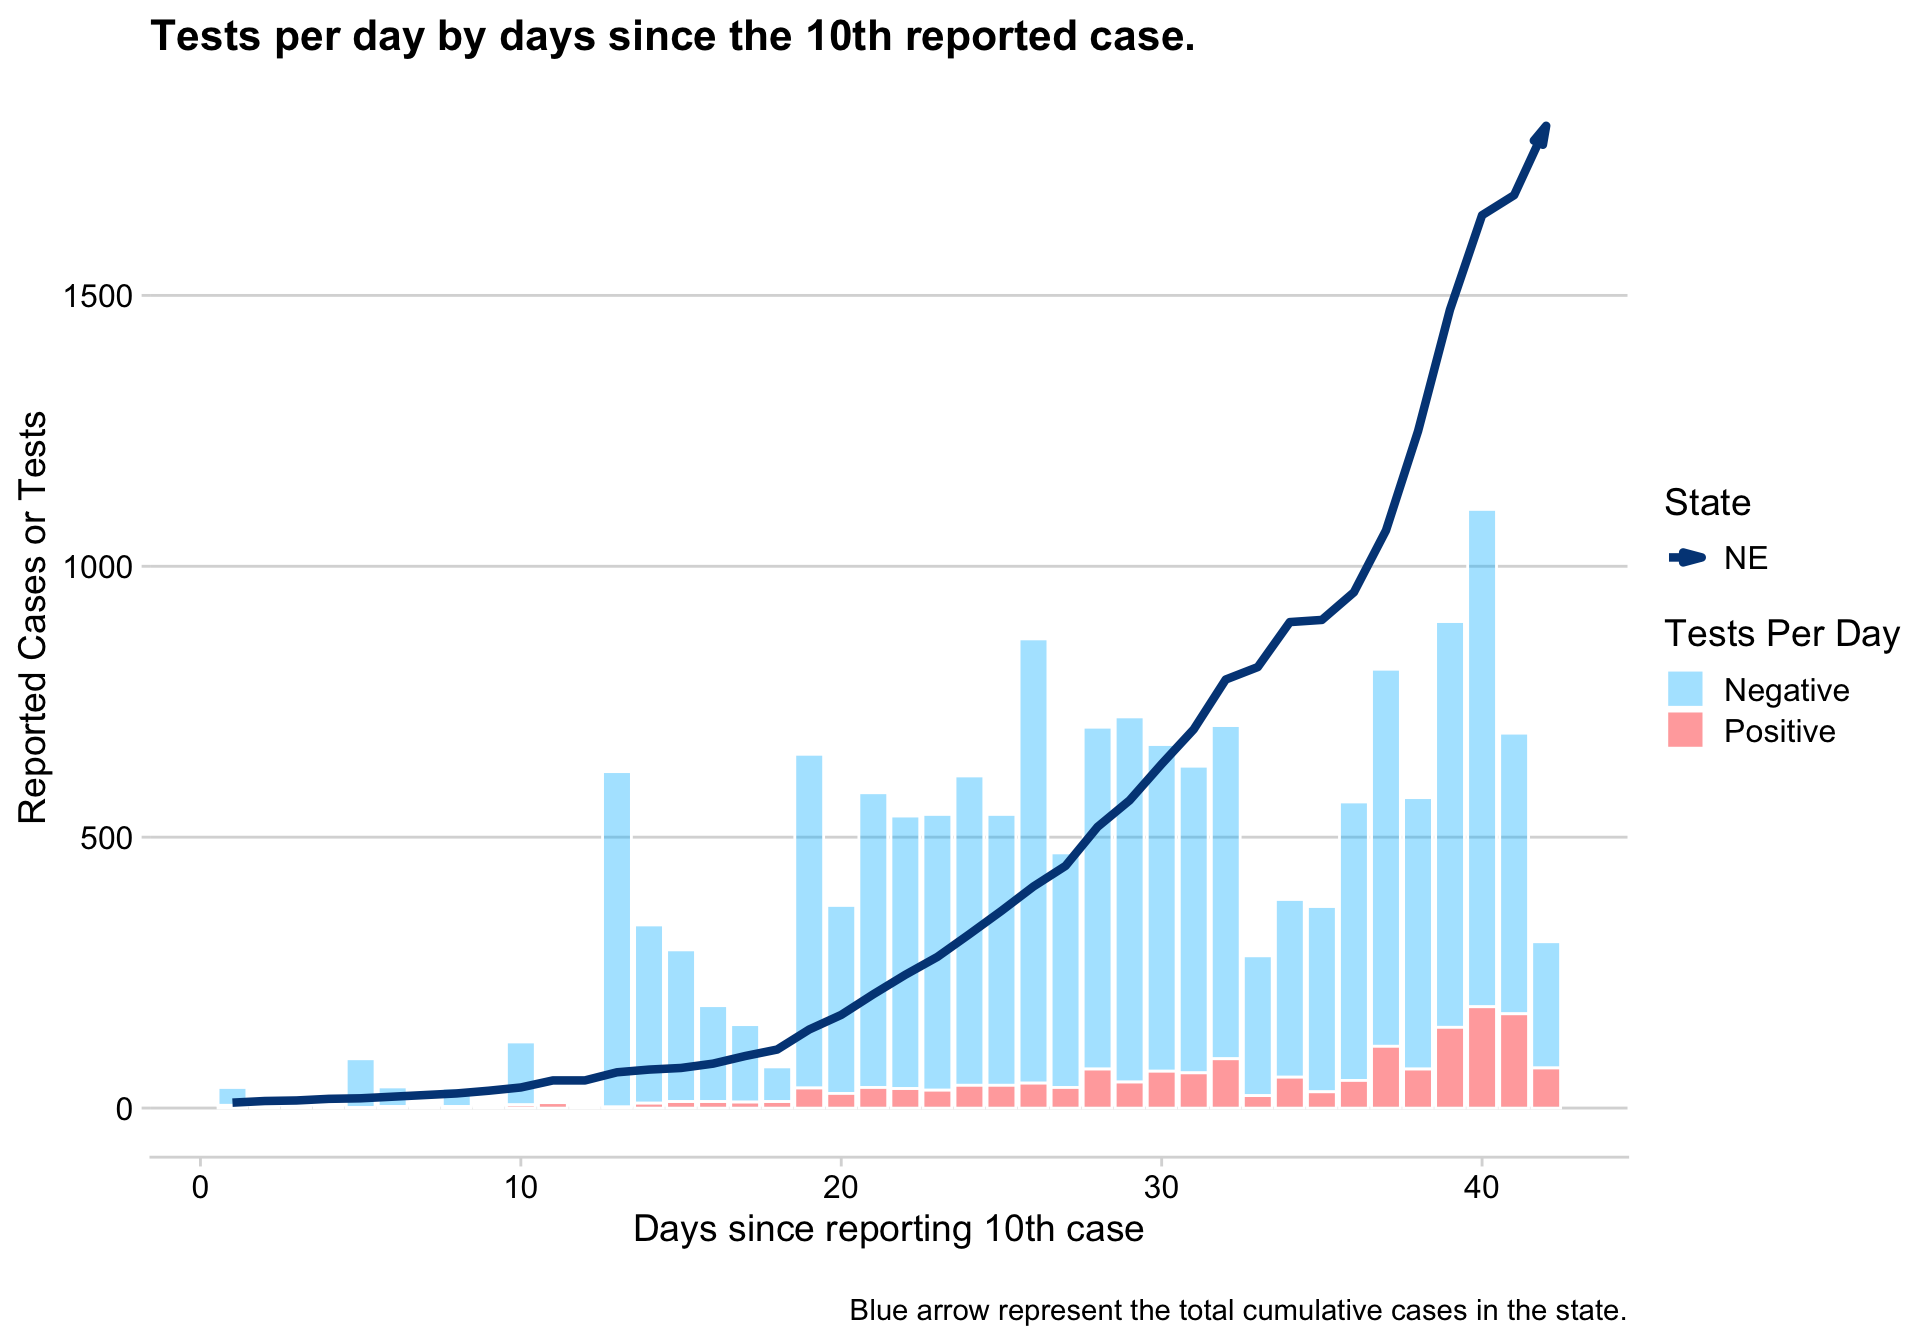 Tests per day by days since the 10th reported case.
Reported Cases or Tests
1500
1000
500
0
0 10 20 30 40
Days since reporting 10th case
State
NE
Tests Per Day
Negative
Positive
Blue arrow represent the total cumulative cases in the state.